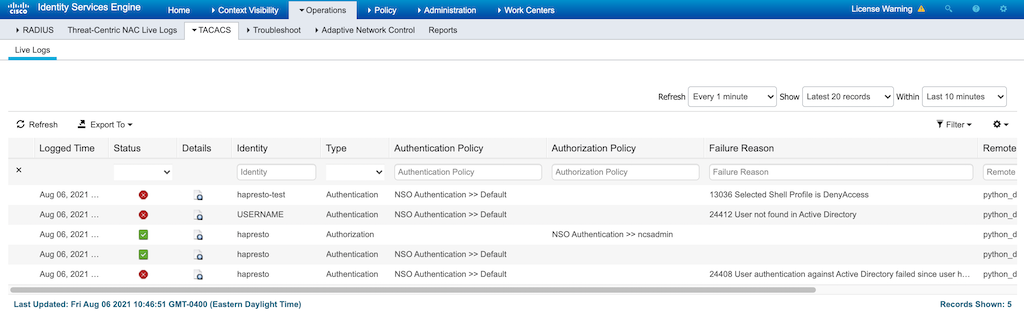 cisco Identity Services Engine Home Context Visibility Operations Policy Administration Work Centers License Warning
RADIUS Threat-Centric NAC Live Logs TACACS Troubleshoot Adaptive Network Control Reports
Live Logs
Refresh Every 1 minute Show Latest 20 records Within Last 10 minutes
Refresh Export To Filter
Logged Time Status Details Identity Type Authentication Policy Authorization Policy Failure Reason Remote
Identity Authentication Policy Authorization Policy Failure Reason Remote
Aug 06, 2021 ... hapresto-test Authentication NSO Authentication >> Default 13036 Selected Shell Profile is DenyAccess python_d
Aug 06, 2021 ... USERNAME Authentication NSO Authentication >> Default 24412 User not found in Active Directory python_d
Aug 06, 2021 ... hapresto Authorization NSO Authentication >> ncsadmin python_d
Aug 06, 2021 ... hapresto Authentication NSO Authentication >> Default python_d
Aug 06, 2021 ... hapresto Authentication NSO Authentication >> Default 24408 User authentication against Active Directory failed since user h... python_d
Last Updated: Fri Aug 06 2021 10:46:51 GMT-0400 (Eastern Daylight Time) Records Shown: 5